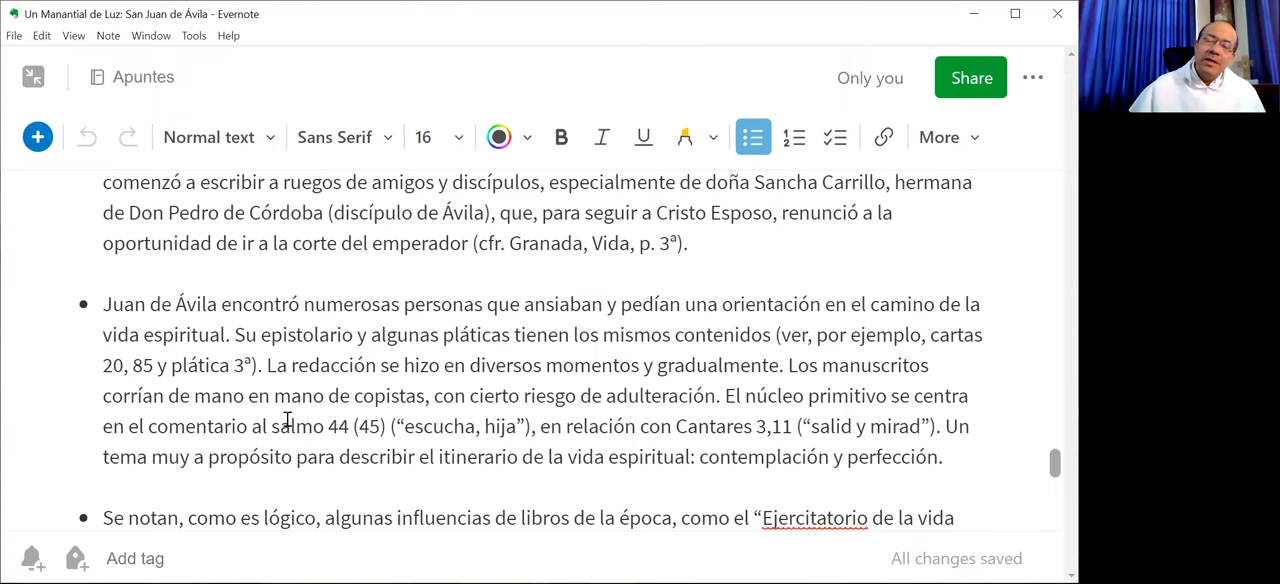 Un Manantial de Luz: San Juan de Ávila - Evernote
File Edit View Note Window Tools Help
Apuntes
Only you
Share
Normal text
Sans Serif
16
B I U
More
comenzó a escribir a ruegos de amigos y discípulos, especialmente de doña Sancha Carrillo, hermana
de Don Pedro de Córdoba (discípulo de Ávila), que, para seguir a Cristo Esposo, renunció a la
oportunidad de ir a la corte del emperador (cfr. Granada, Vida, p. 3ª).
Juan de Ávila encontró numerosas personas que ansiaban y pedían una orientación en el camino de la
vida espiritual. Su epistolario y algunas pláticas tienen los mismos contenidos (ver, por ejemplo, cartas
20, 85 y plática 3ª). La redacción se hizo en diversos momentos y gradualmente. Los manuscritos
corrían de mano en mano de copistas, con cierto riesgo de adulteración. El núcleo primitivo se centra
en el comentario al salmo 44 (45) (“escucha, hija”), en relación con Cantares 3,11 (“salid y mirad”). Un
tema muy a propósito para describir el itinerario de la vida espiritual: contemplación y perfección.
Se notan, como es lógico, algunas influencias de libros de la época, como el “Ejercitatorio de la vida
Add tag
All changes saved